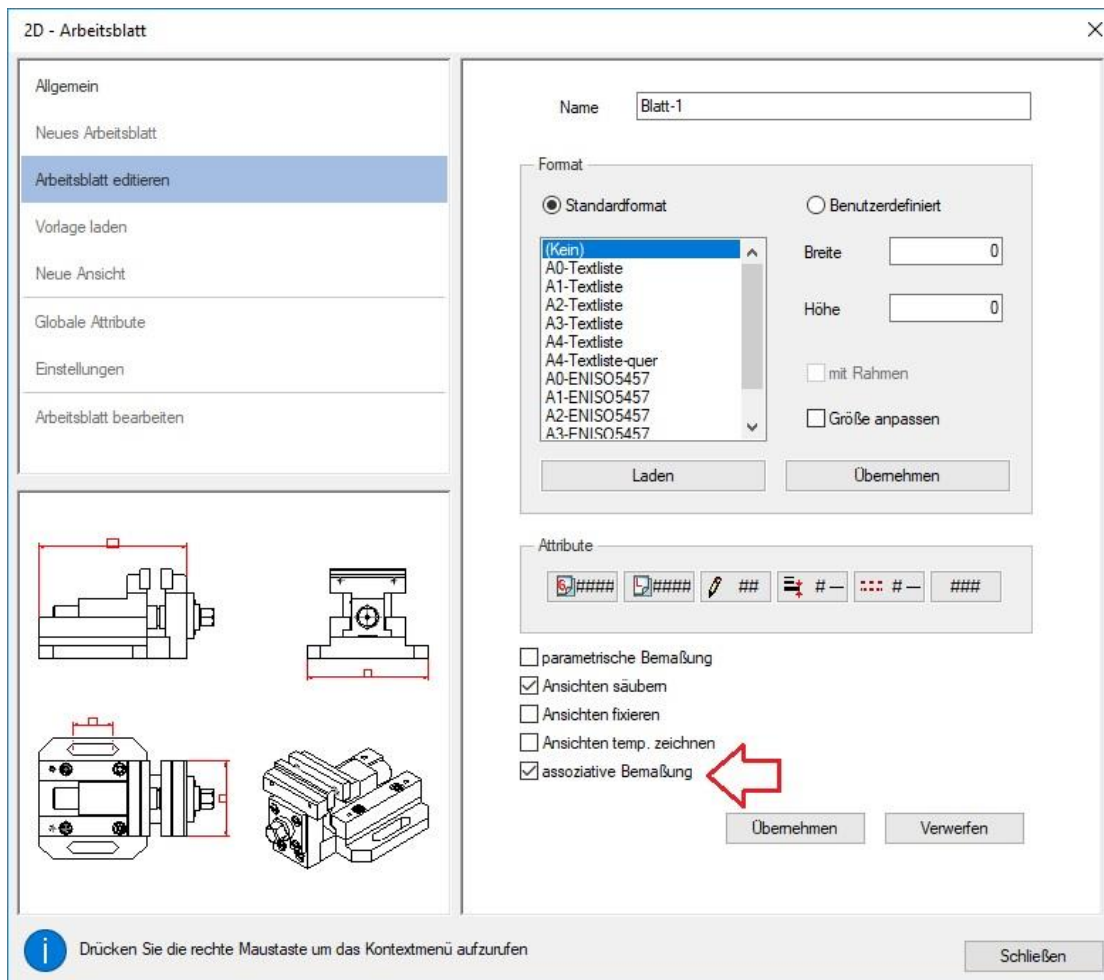 2D - Arbeitsblatt
Allgemein
Neues Arbeitsblatt
Arbeitsblatt editieren
Vorlage laden
Neue Ansicht
Globale Attribute
Einstellungen
Arbeitsblatt bearbeiten
Name Blatt-1
Format
Standardformat Benutzerdefiniert
(Kein)
A0-Textliste
A1-Textliste
A2-Textliste
A3-Textliste
A4-Textliste
A4-Textliste-quer
A0-ENISO5457
A1-ENISO5457
A2-ENISO5457
A3-ENISO5457
Breite 0
Höhe 0
mit Rahmen
Größe anpassen
Laden Übernehmen
Attribute
G#### L#### ## # # ###
parametrische Bemaßung
Ansichten säubern
Ansichten fixieren
Ansichten temp. zeichnen
assoziative Bemaßung
Übernehmen Verwerfen
Drücken Sie die rechte Maustaste um das Kontextmenü aufzurufen
Schließen